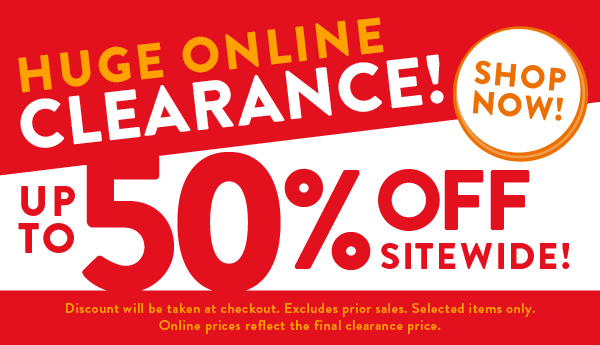 HUGE ONLINE
CLEARANCE!
SHOP
NOW!
UP
TO
50% OFF
SITEWIDE!
Discount will be taken at checkout. Excludes prior sales. Selected items only.
Online prices reflect the final clearance price.